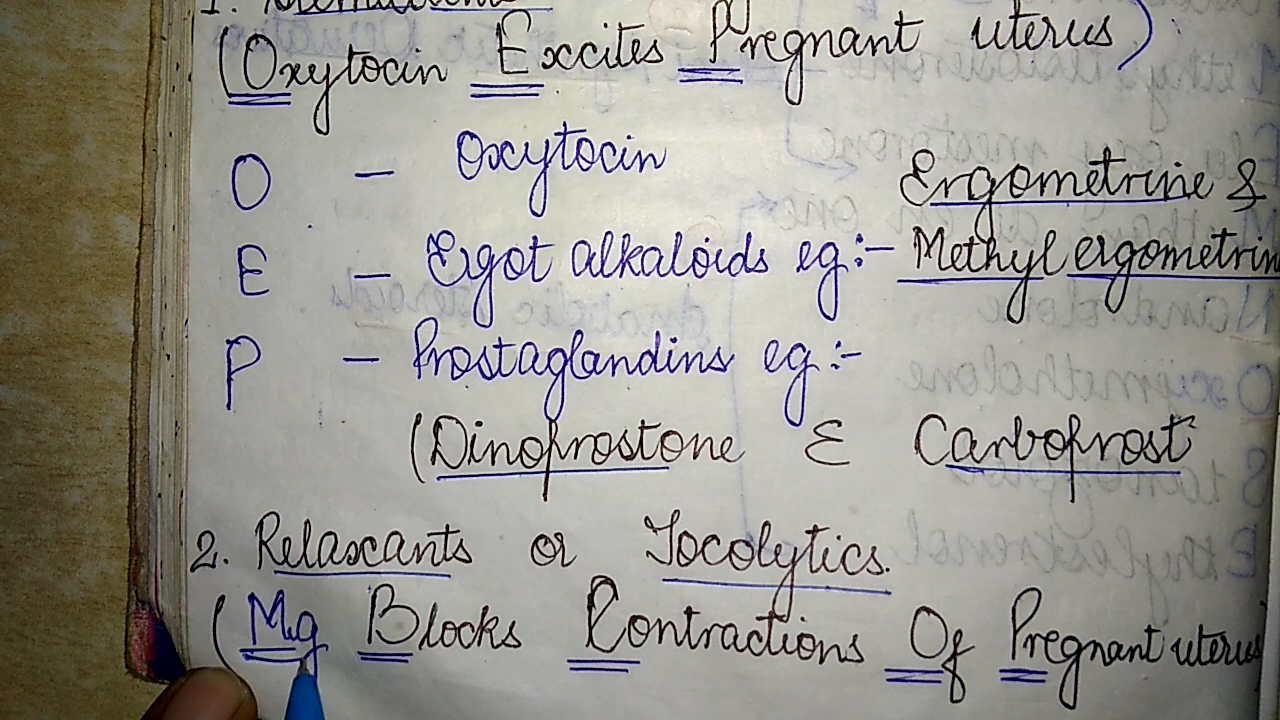 1.
(Oxytocin Excites Pregnant uterus)
O - Oxytocin
Ergometrine &
E - Ergot alkaloids eg:- Methyl ergometrin
P - Prostaglandins eg:-
(Dinoprostone & Carboprost
2. Relaxants or Tocolytics.
(Mg Blocks Contractions Of Pregnant uterus)